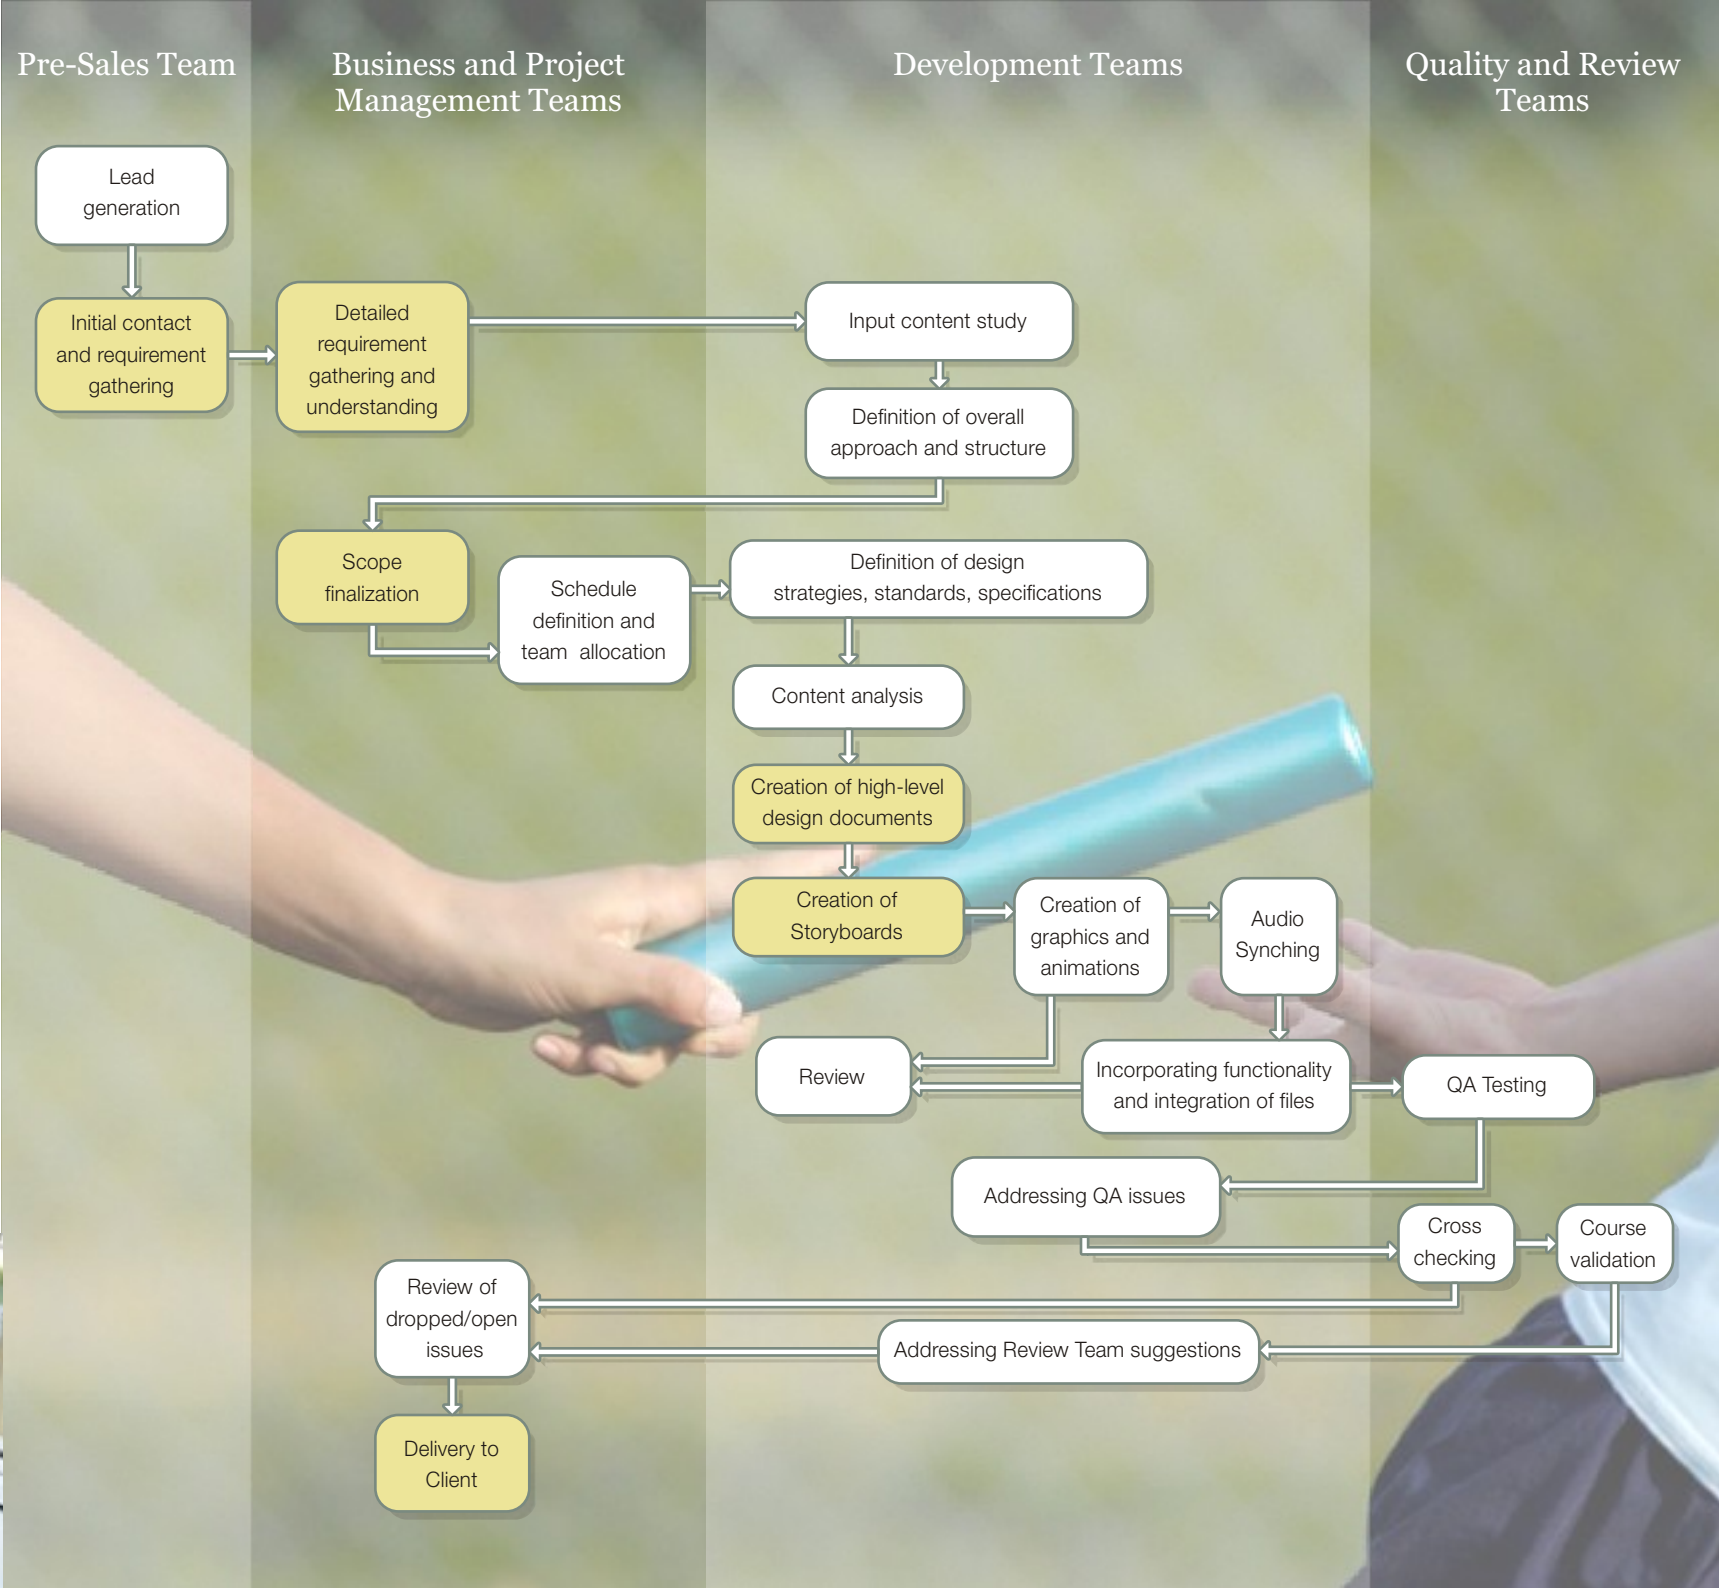 Pre-Sales Team
Business and Project
Management Teams
Development Teams
Quality and Review
Teams
Lead
generation
Initial contact
and requirement
gathering
Detailed
requirement
gathering and
understanding
Input content study
Definition of overall
approach and structure
Scope
finalization
Schedule
definition and
team allocation
Definition of design
strategies, standards, specifications
Content analysis
Creation of high-level
design documents
Creation of
Storyboards
Creation of
graphics and
animations
Audio
Synching
Review
Incorporating functionality
and integration of files
QA Testing
Addressing QA issues
Cross
checking
Course
validation
Review of
dropped/open
issues
Addressing Review Team suggestions
Delivery to
Client